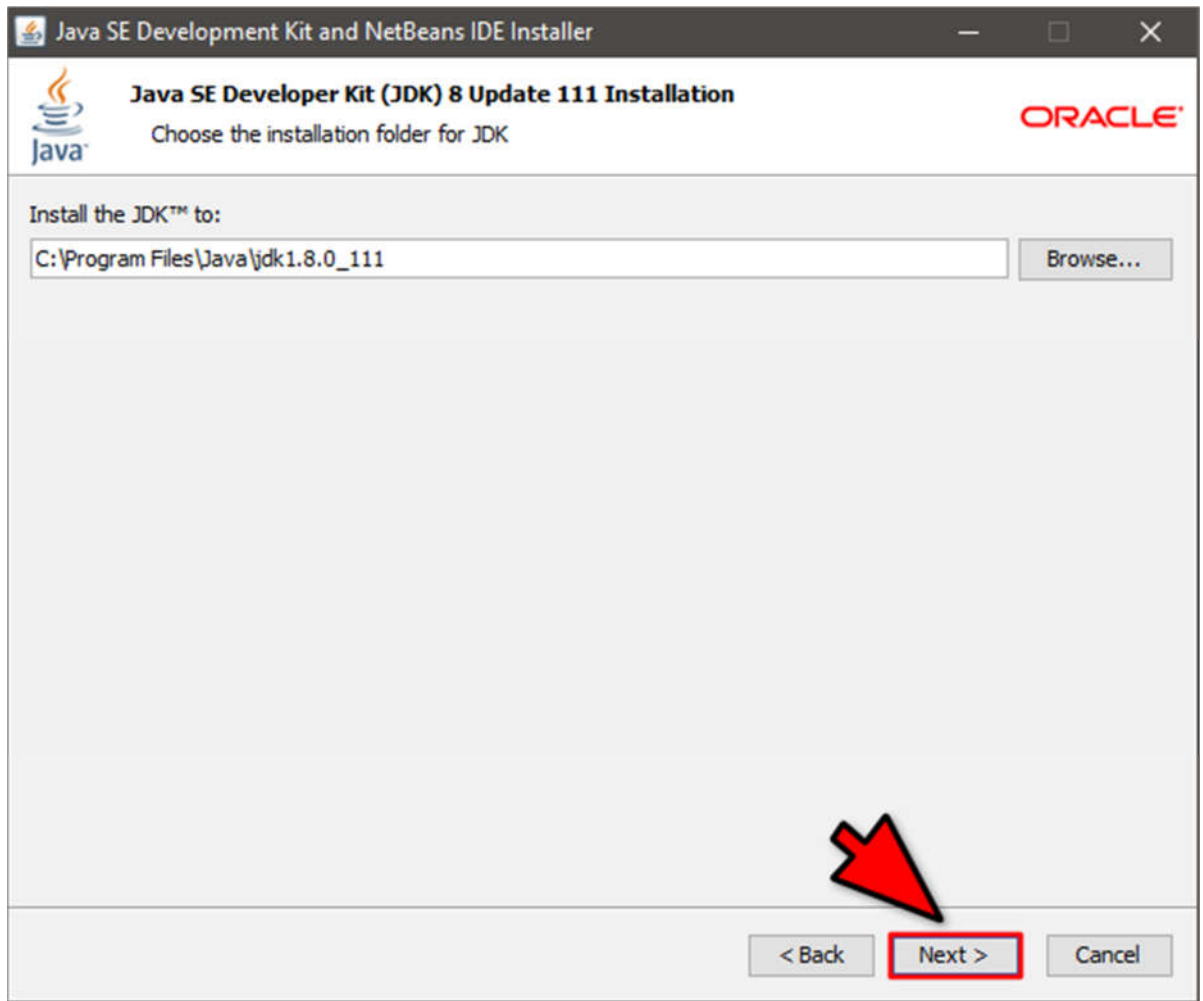 Java SE Development Kit and NetBeans IDE Installer
Java SE Developer Kit (JDK) 8 Update 111 Installation
Choose the installation folder for JDK
Java™
ORACLE®
Install the JDK™ to:
C:\Program Files\Java\jdk1.8.0_111
Browse...
< Back
Next >
Cancel